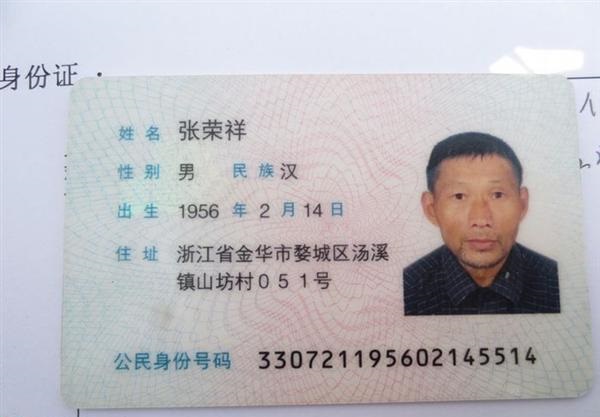 身份证：
姓名 张荣祥
性别 男 民族 汉
出生 1956 年 2 月 14 日
住址 浙江省金华市婺城区汤溪
镇山坊村051号
公民身份号码 330721195602145514